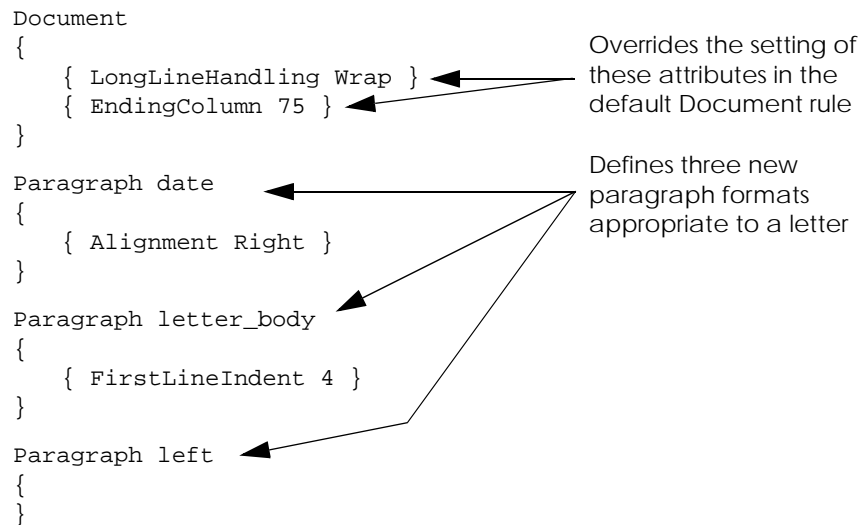 Document
{
{ LongLineHandling Wrap }
{ EndingColumn 75 }
}
Overrides the setting of
these attributes in the
default Document rule
Paragraph date
{
{ Alignment Right }
}
Defines three new
paragraph formats
appropriate to a letter
Paragraph letter_body
{
{ FirstLineIndent 4 }
}
Paragraph left
{
}